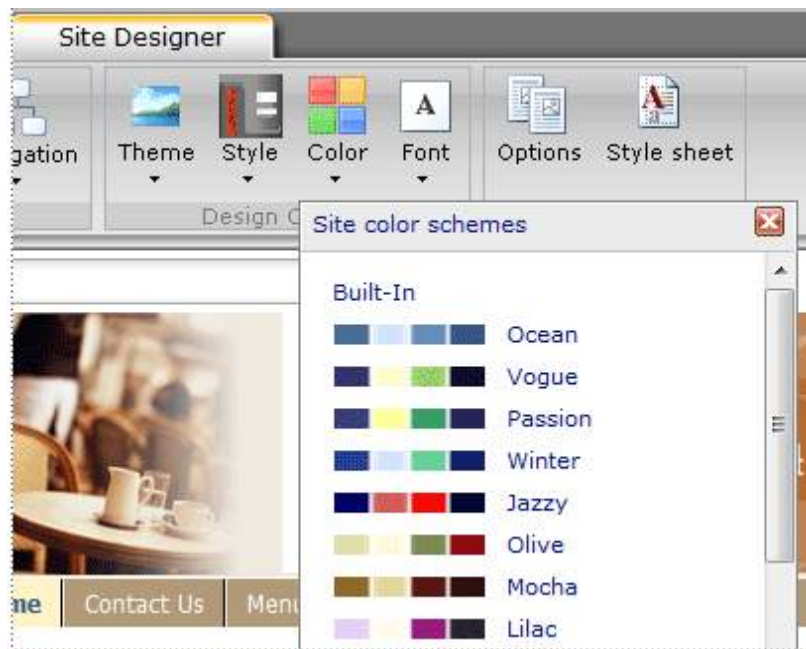 Site Designer
gation Theme Style Color Font Options Style sheet
Design C
Site color schemes
Built-In
Ocean
Vogue
Passion
Winter
Jazzy
Olive
Mocha
Lilac
me Contact Us Menu